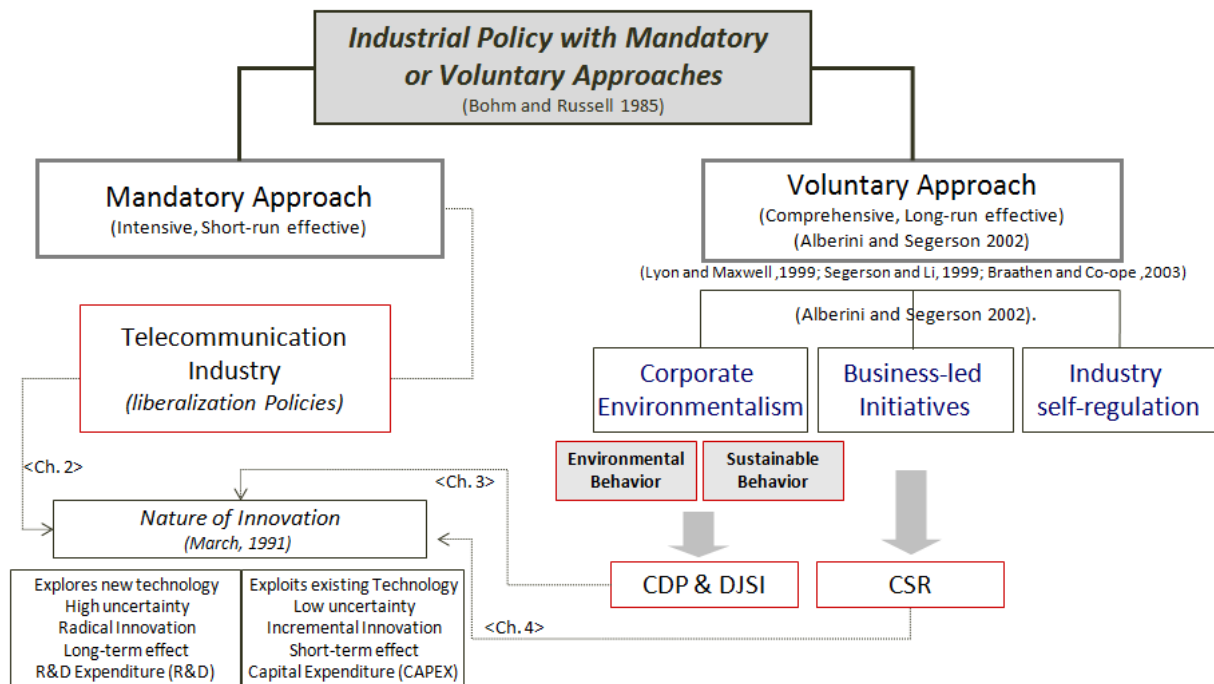 Industrial Policy with Mandatory
or Voluntary Approaches
(Bohm and Russell 1985)
Mandatory Approach
(Intensive, Short-run effective)
Voluntary Approach
(Comprehensive, Long-run effective)
(Alberini and Segerson 2002)
(Lyon and Maxwell ,1999; Segerson and Li, 1999; Braathen and Co-ope ,2003)
(Alberini and Segerson 2002).
Telecommunication
Industry
(liberalization Policies)
Corporate
Environmentalism
Business-led
Initiatives
Industry
self-regulation
Environmental
Behavior
Sustainable
Behavior
<Ch. 2>
<Ch. 3>
Nature of Innovation
(March, 1991)
CDP & DJSI
CSR
<Ch. 4>
Explores new technology
High uncertainty
Radical Innovation
Long-term effect
R&D Expenditure (R&D)
Exploits existing Technology
Low uncertainty
Incremental Innovation
Short-term effect
Capital Expenditure (CAPEX)